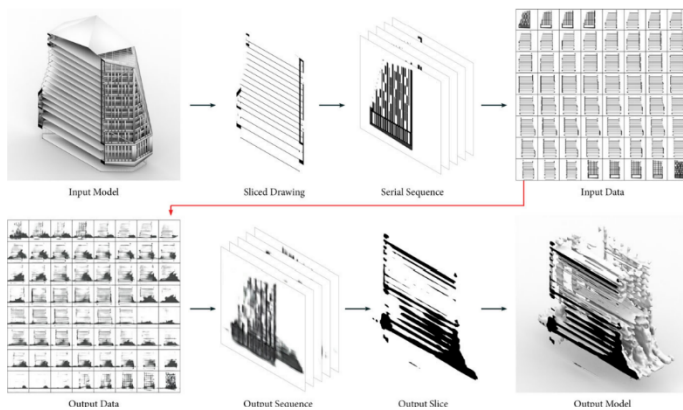 Input Model
Sliced Drawing
Serial Sequence
Input Data
Output Data
Output Sequence
Output Slice
Output Model